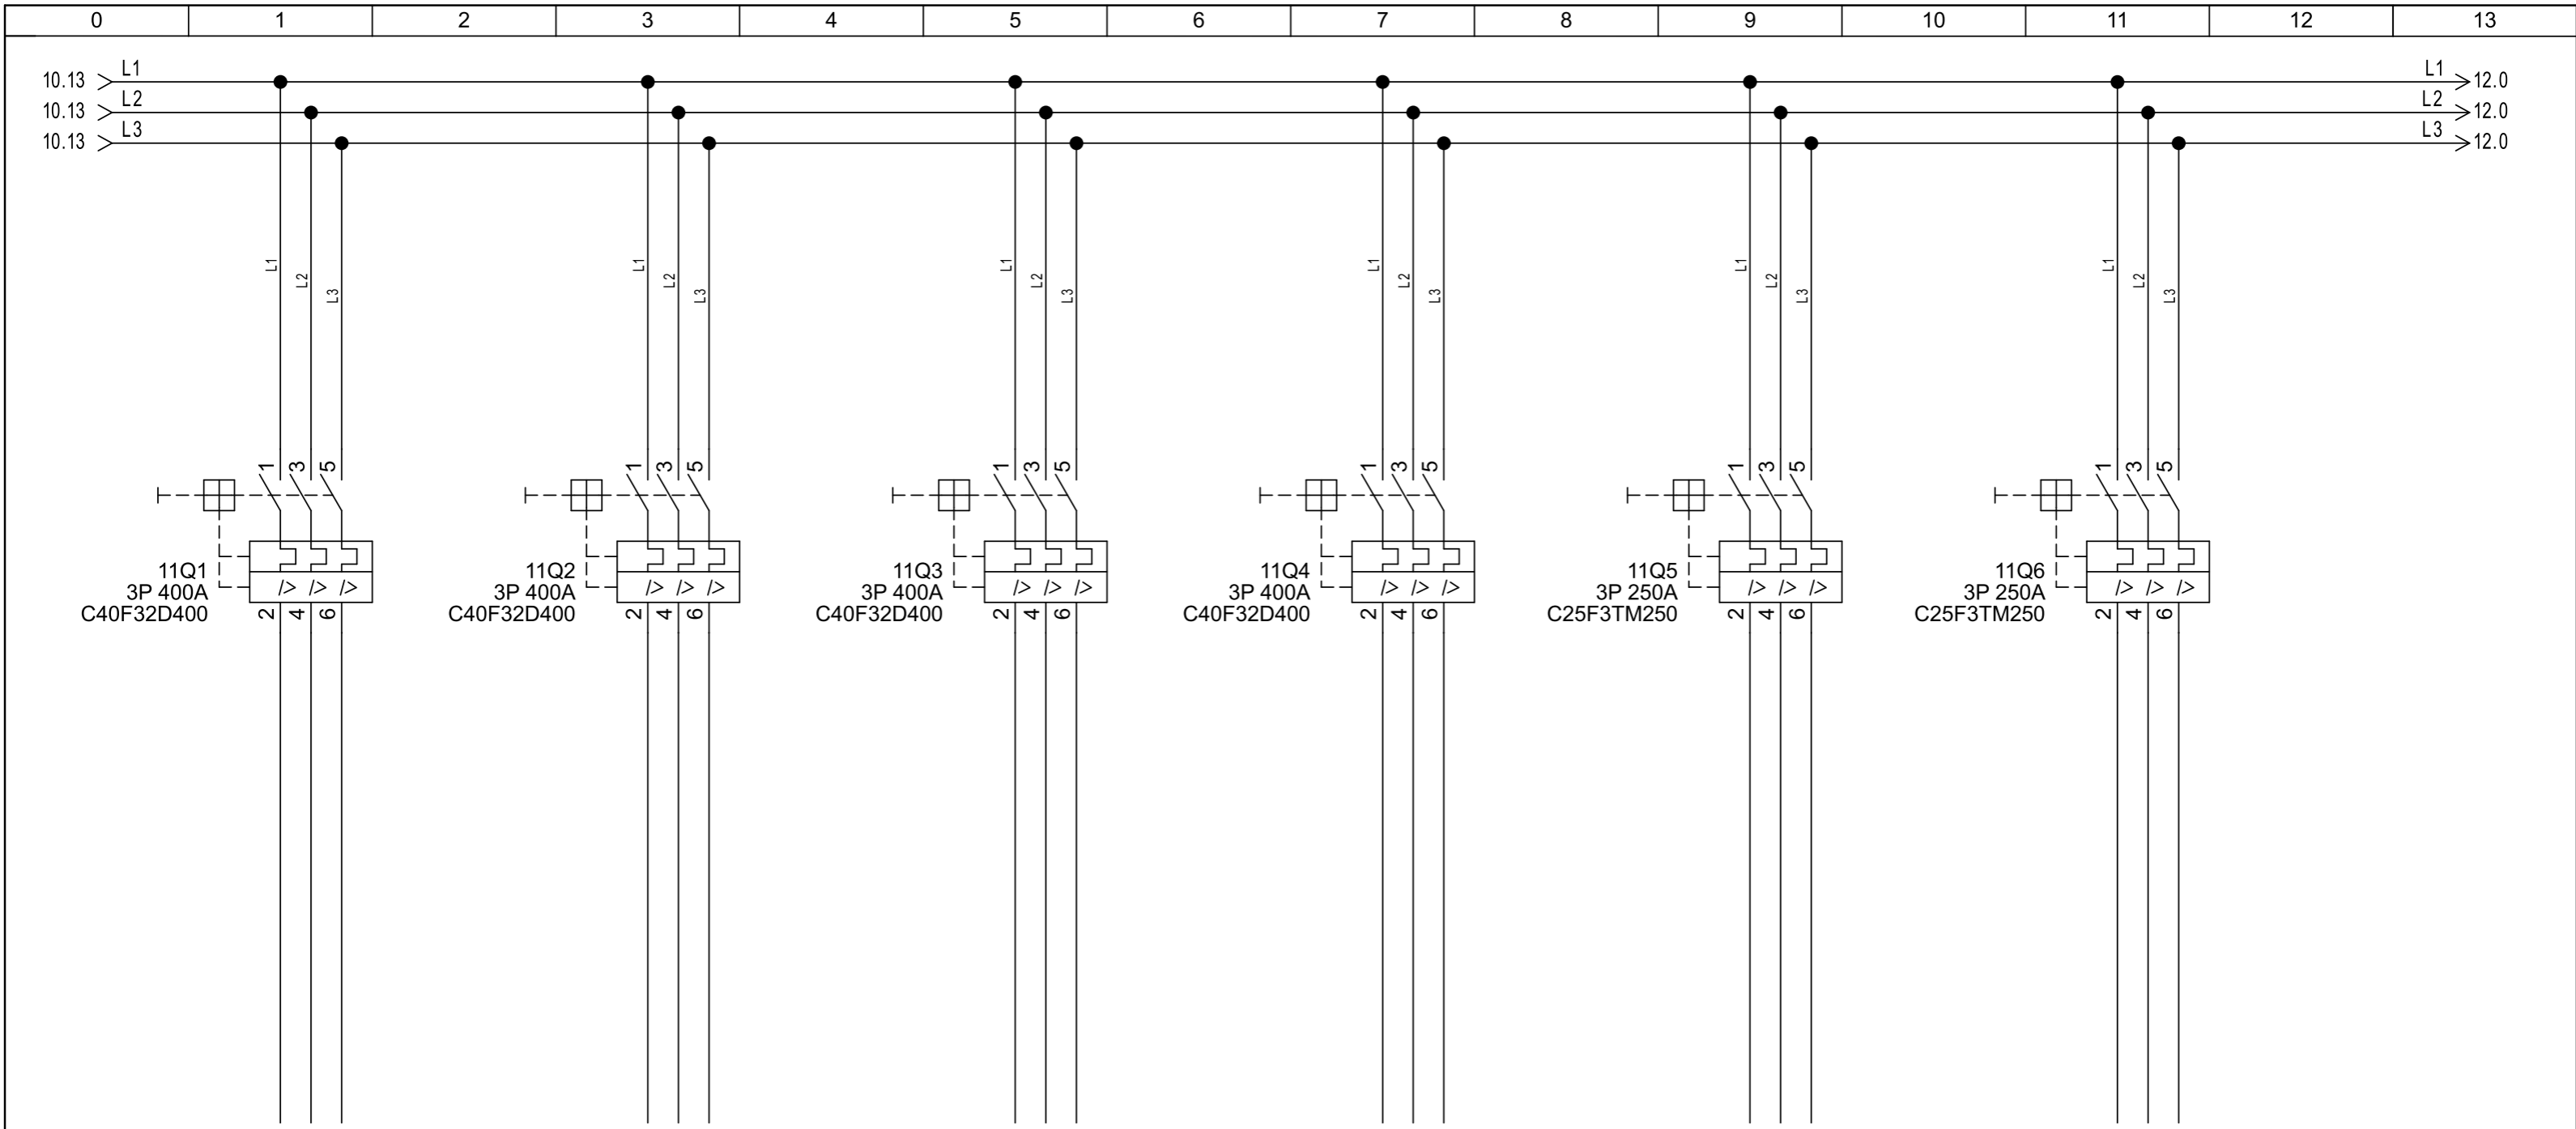 0 1 2 3 4 5 6 7 8 9 10 11 12 13
10.13 L1 L1 12.0
10.13 L2 L2 12.0
10.13 L3 L3 12.0
L1 L2 L3 L1 L2 L3 L1 L2 L3 L1 L2 L3 L1 L2 L3 L1 L2 L3
1 3 5 1 3 5 1 3 5 1 3 5 1 3 5 1 3 5
11Q1
3P 400A
C40F32D400
I> I> I>
2 4 6
11Q2
3P 400A
C40F32D400
I> I> I>
2 4 6
11Q3
3P 400A
C40F32D400
I> I> I>
2 4 6
11Q4
3P 400A
C40F32D400
I> I> I>
2 4 6
11Q5
3P 250A
C25F3TM250
I> I> I>
2 4 6
11Q6
3P 250A
C25F3TM250
I> I> I>
2 4 6